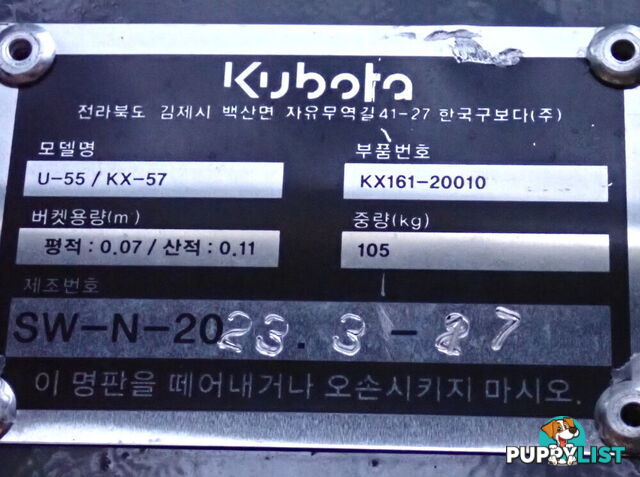 Kubota
전라북도 김제시 백산면 자유무역길41-27 한국구보다(주)
모델명 부품번호
U-55 / KX-57 KX161-20010
버켓용량(m) 중량(kg)
평적 : 0.07 / 산적 : 0.11 105
제조번호
SW-N-2023.3-27
이 명판을 떼어내거나 오손시키지 마시오.
PUPPYLIST